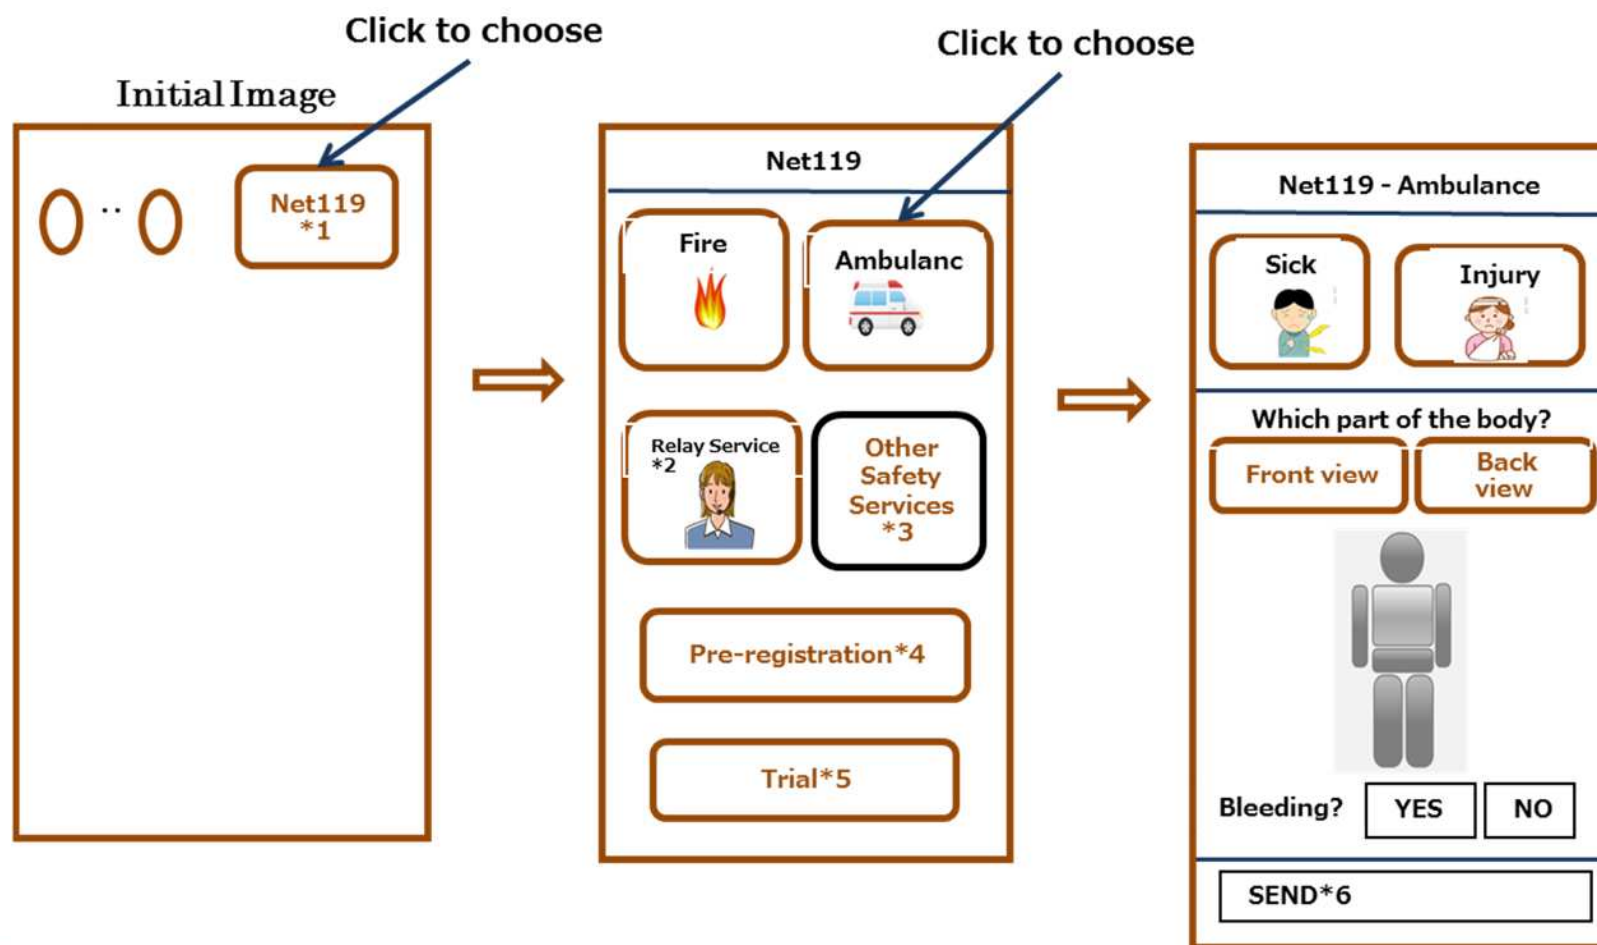 Click to choose
Click to choose
Initial Image
Net119
*1
Net119
Fire
Ambulanc
Relay Service
*2
Other
Safety
Services
*3
Pre-registration*4
Trial*5
Net119 - Ambulance
Sick
Injury
Which part of the body?
Front view
Back
view
Bleeding?
YES
NO
SEND*6